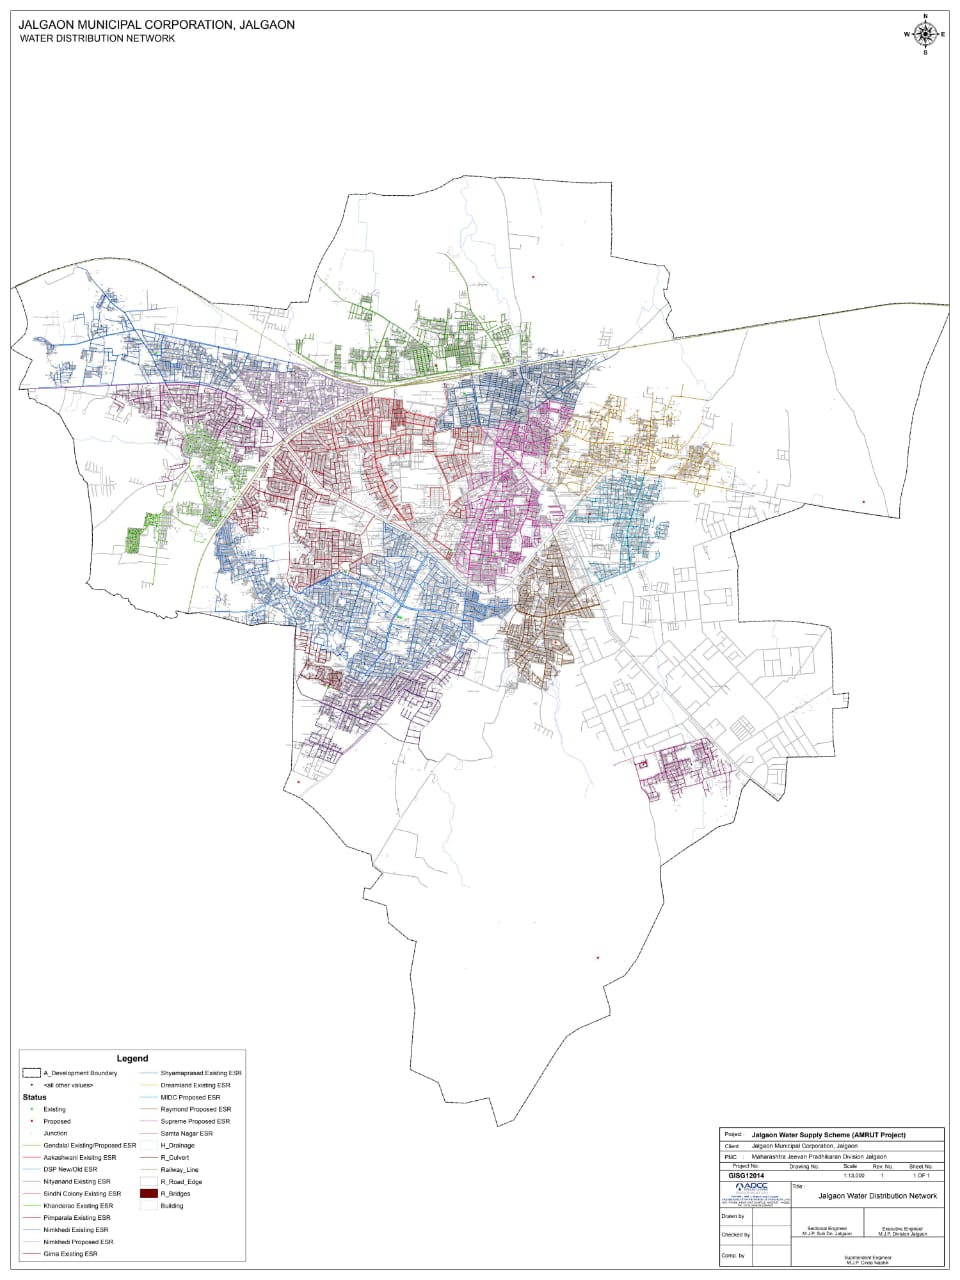 JALGAON MUNICIPAL CORPORATION, JALGAON
WATER DISTRIBUTION NETWORK
N
W E
Legend
A_Development Boundary
<all other values>
Status
Existing
Proposed
Junction
Gendalal Existing/Proposed ESR
Aakashwani Exisitng ESR
DSP New/Old ESR
Nityanand Existing ESR
Sindhi Colony Existing ESR
Khanderao Existing ESR
Pimparala Existing ESR
Nimkhedi Existing ESR
Nimkhedi Proposed ESR
Girna Existing ESR
Shyamaprasad Existing ESR
Dreamland Existing ESR
MIDC Proposed ESR
Raymond Proposed ESR
Supreme Proposed ESR
Samta Nagar ESR
H_Drainage
R_Culvert
Railway_Line
R_Road_Edge
R_Bridges
Building
Project : Jalgaon Water Supply Scheme (AMRUT Project)
Client : Jalgaon Municipal Corporation, Jalgaon
PMC : Maharashtra Jeevan Pradhikaran Division Jalgaon
Project No. Drawing No. Scale Rev. No. Sheet No.
GISG12014 1:13,000 1 1 OF 1
ADCC
Title :
Jalgaon Water Distribution Network
Drawn by
Checked by
Comp. by
Sectional Engineer
M.J.P. Sub Div. Jalgaon
Executive Engineer
M.J.P. Division Jalgaon
Suprintendent Engineer
M.J.P. Circle Nashik